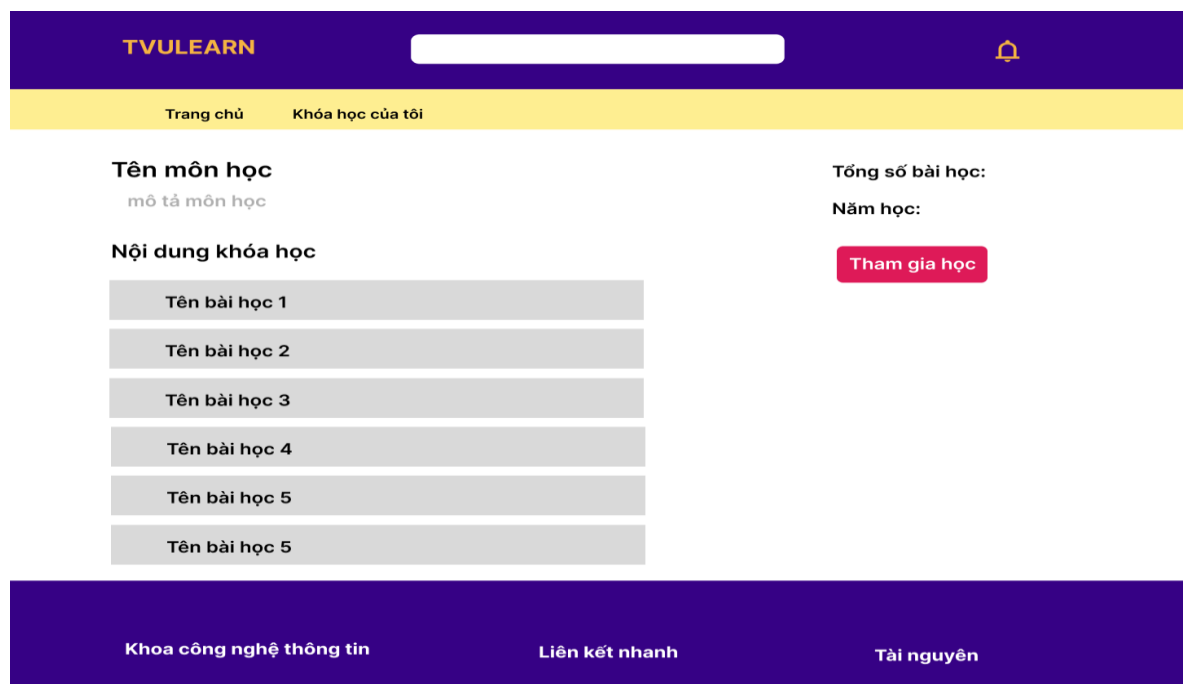 TVULEARN
Trang chủ
Khóa học của tôi
Tên môn học
mô tả môn học
Nội dung khóa học
Tên bài học 1
Tên bài học 2
Tên bài học 3
Tên bài học 4
Tên bài học 5
Tên bài học 5
Tổng số bài học:
Năm học:
Tham gia học
Khoa công nghệ thông tin
Liên kết nhanh
Tài nguyên